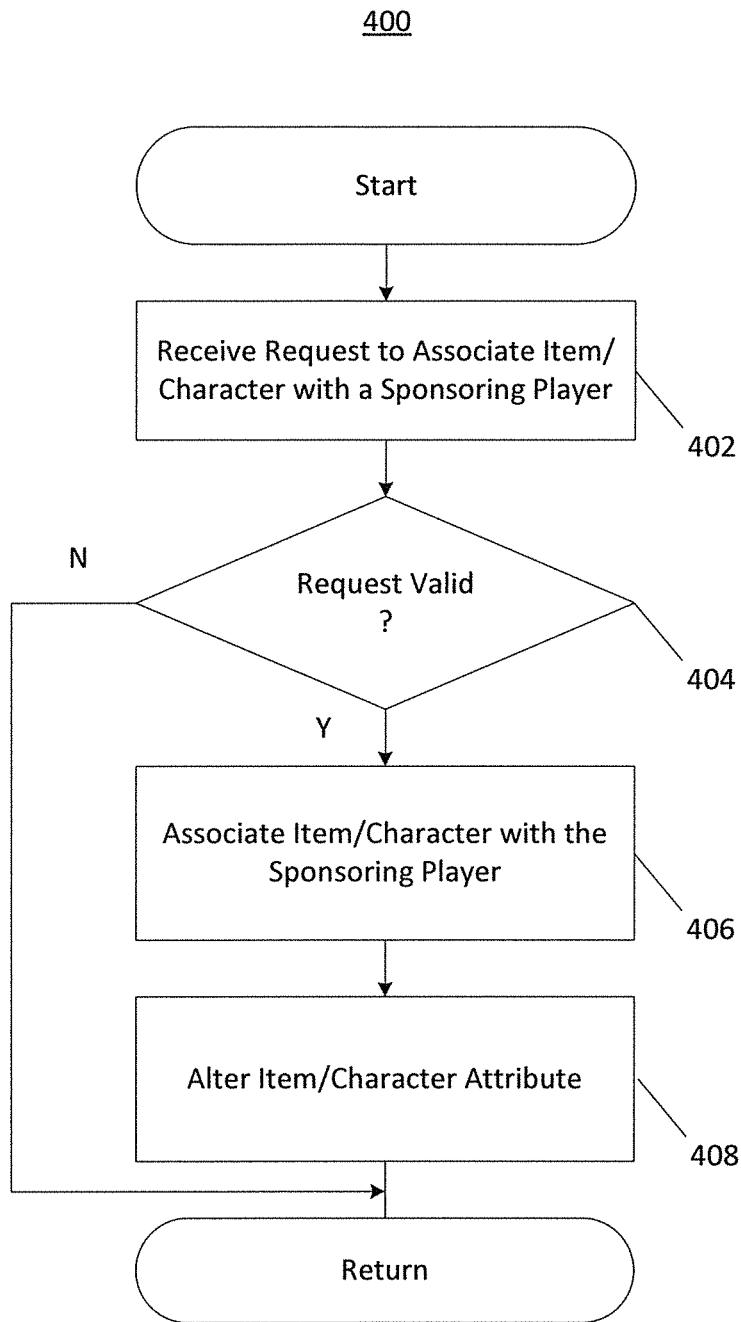 400
Start
Receive Request to Associate Item/
Character with a Sponsoring Player
402
N
Request Valid
?
404
Y
Associate Item/Character with the
Sponsoring Player
406
Alter Item/Character Attribute
408
Return